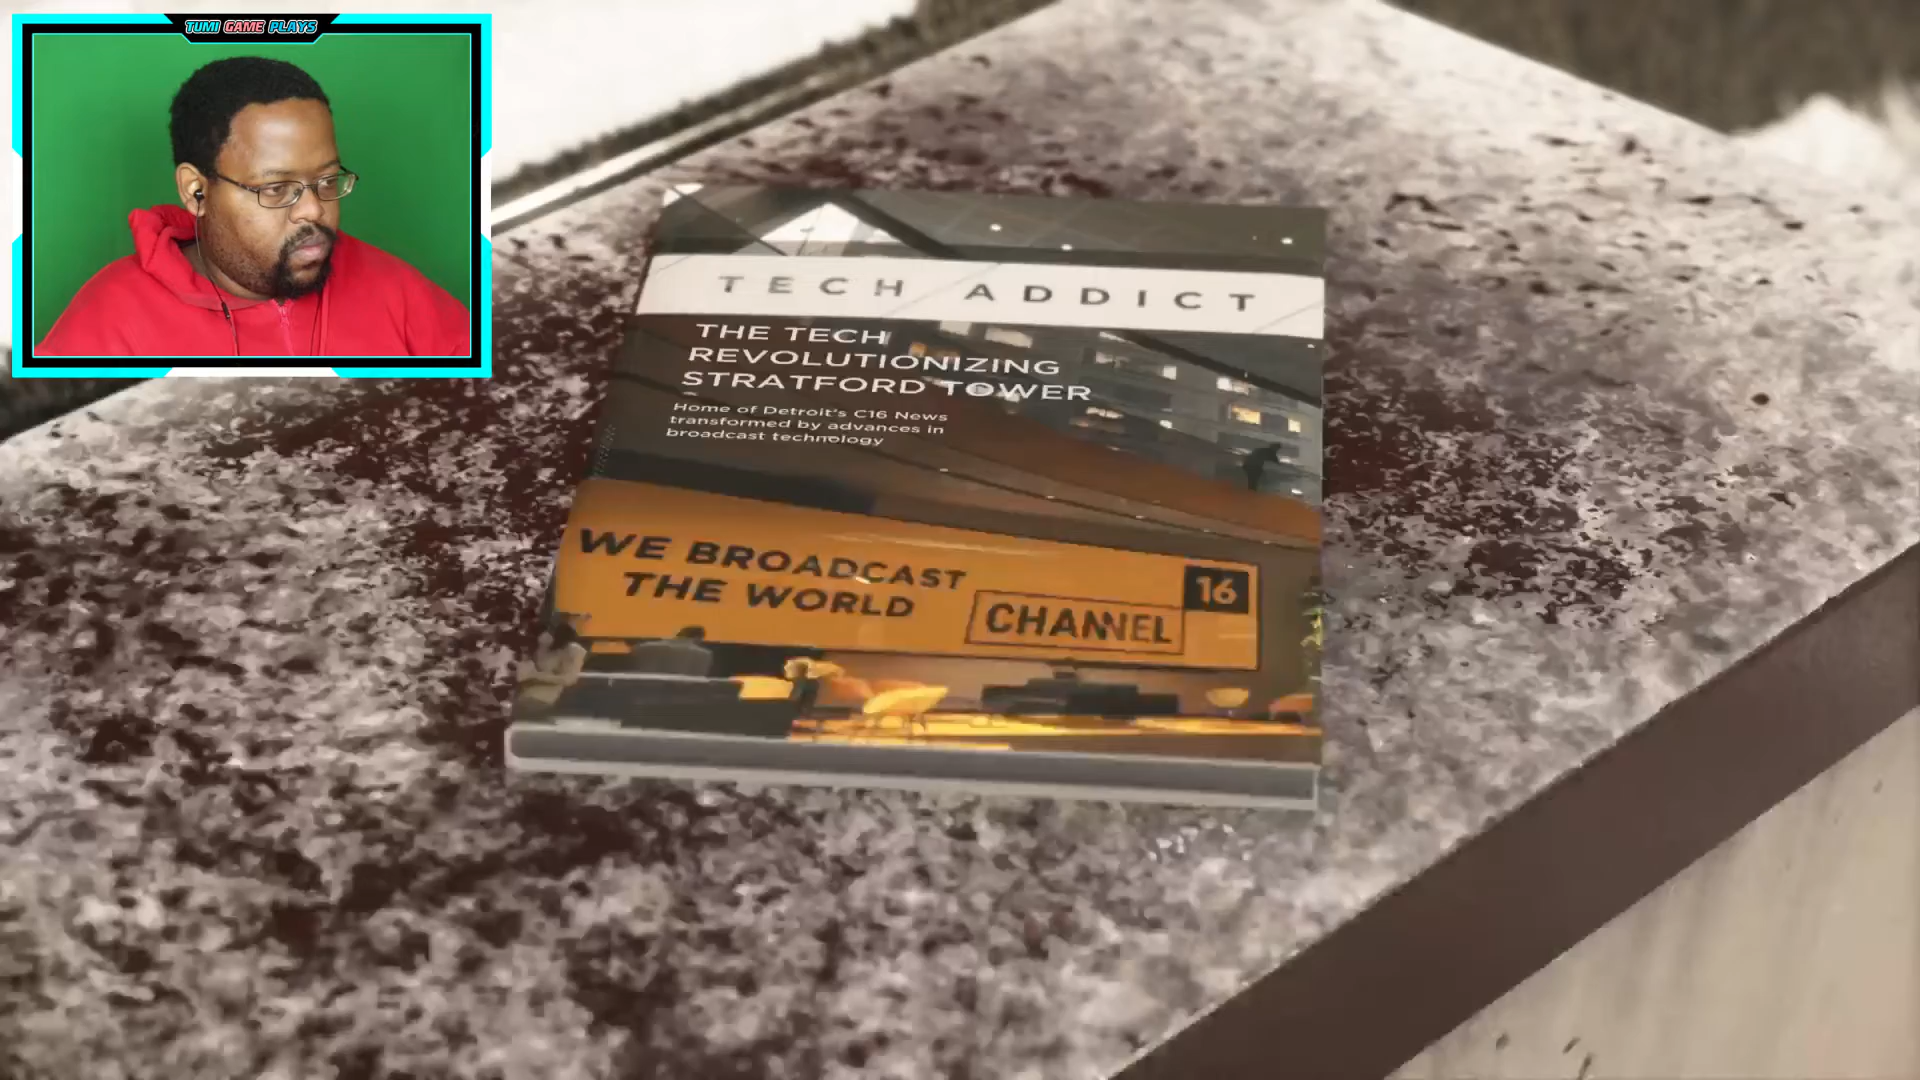 TUMI GAME PLAYS
TECH ADDICT
THE TECH
REVOLUTIONIZING
STRATFORD TOWER
Home of Detroit's C16 News
transformed by advances in
broadcast technology
WE BROADCAST
THE WORLD
CHANNEL
16